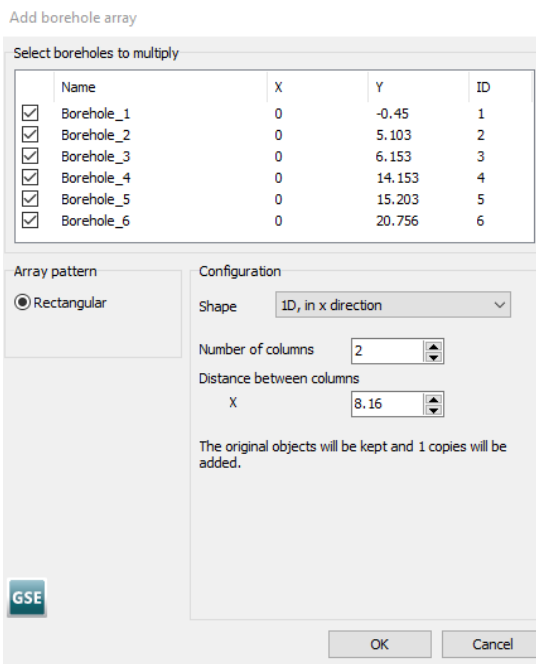 Add borehole array
Select boreholes to multiply
Name X Y ID
Borehole_1 0 -0.45 1
Borehole_2 0 5.103 2
Borehole_3 0 6.153 3
Borehole_4 0 14.153 4
Borehole_5 0 15.203 5
Borehole_6 0 20.756 6
Array pattern
Rectangular
Configuration
Shape 1D, in x direction
Number of columns 2
Distance between columns
X 8.16
The original objects will be kept and 1 copies will be
added.
GSE
OK Cancel